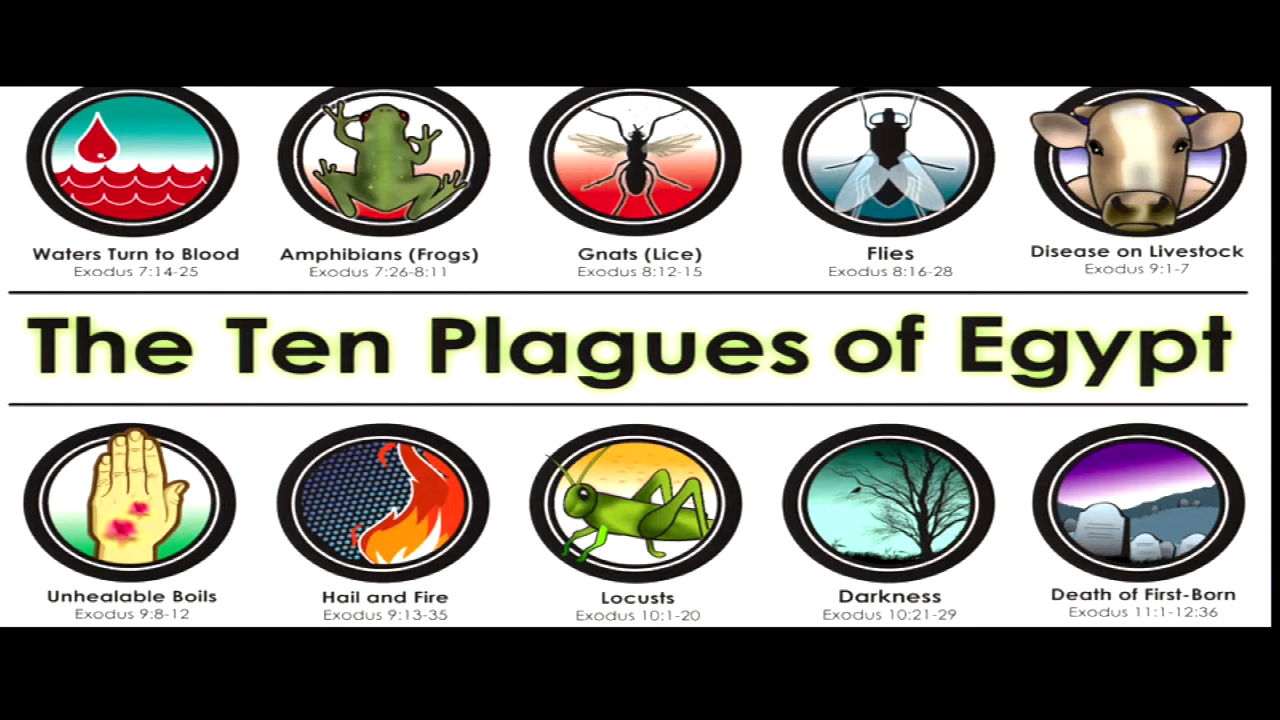 Waters Turn to Blood
Exodus 7:14-25
Amphibians (Frogs)
Exodus 7:26-8:11
Gnats (Lice)
Exodus 8:12-15
Flies
Exodus 8:16-28
Disease on Livestock
Exodus 9:1-7
The Ten Plagues of Egypt
Unhealable Boils
Exodus 9:8-12
Hail and Fire
Exodus 9:13-35
Locusts
Exodus 10:1-20
Darkness
Exodus 10:21-29
Death of First-Born
Exodus 11:1-12:36